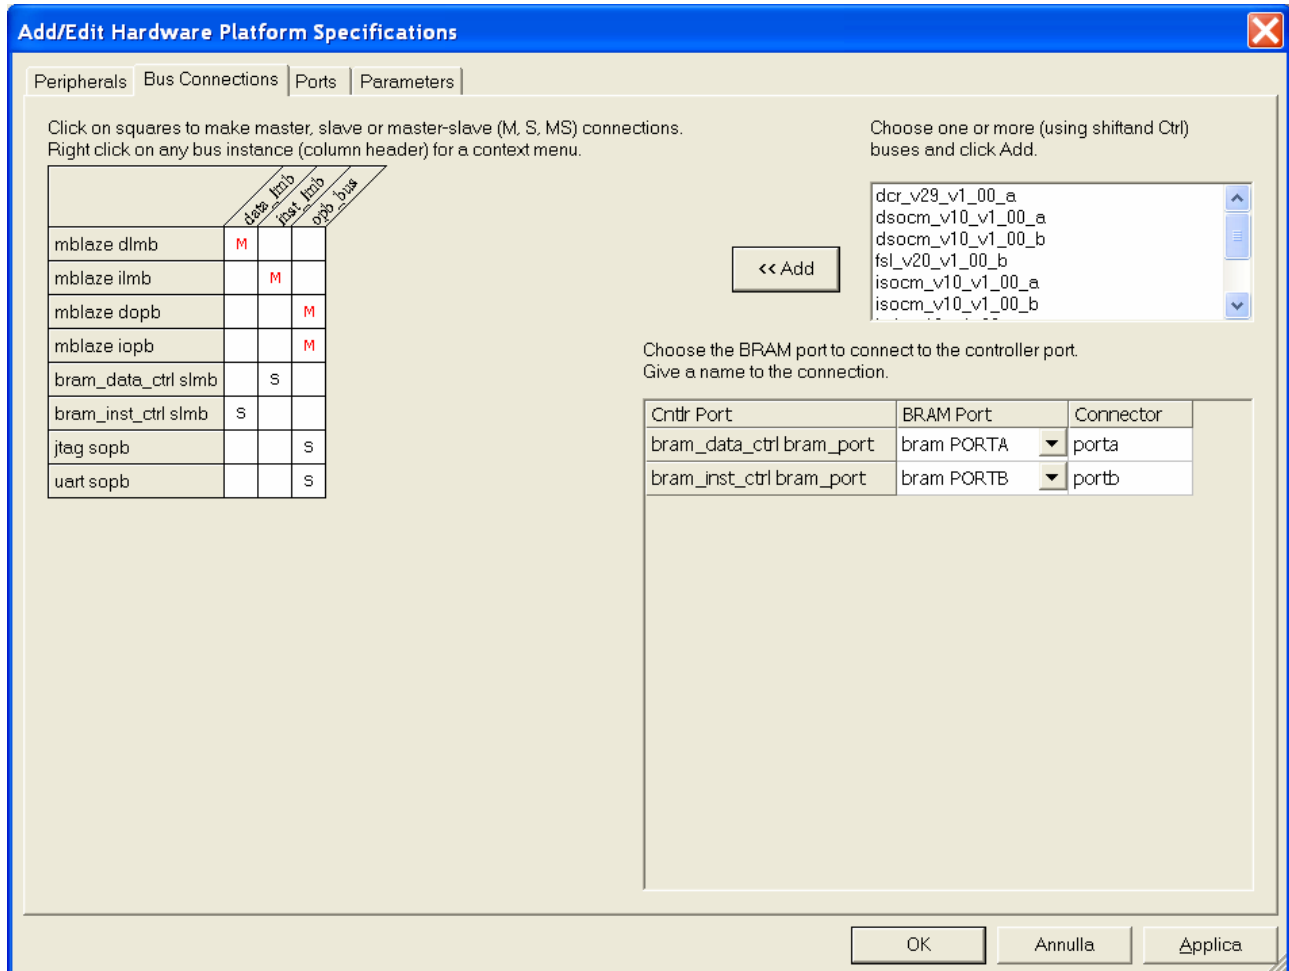 Add/Edit Hardware Platform Specifications
Peripherals Bus Connections Ports Parameters
Click on squares to make master, slave or master-slave (M, S, MS) connections.
Right click on any bus instance (column header) for a context menu.
data_lmb inst_lmb opb_bus
mblaze dlmb M
mblaze ilmb M
mblaze dopb M
mblaze iopb M
bram_data_ctrl slmb S
bram_inst_ctrl slmb S
jtag sopb S
uart sopb S
Choose one or more (using shiftand Ctrl)
buses and click Add.
<< Add
dcr_v29_v1_00_a
dsocm_v10_v1_00_a
dsocm_v10_v1_00_b
fsl_v20_v1_00_b
isocm_v10_v1_00_a
isocm_v10_v1_00_b
Choose the BRAM port to connect to the controller port.
Give a name to the connection.
Cntlr Port BRAM Port Connector
bram_data_ctrl bram_port bram PORTA porta
bram_inst_ctrl bram_port bram PORTB portb
OK Annulla Applica